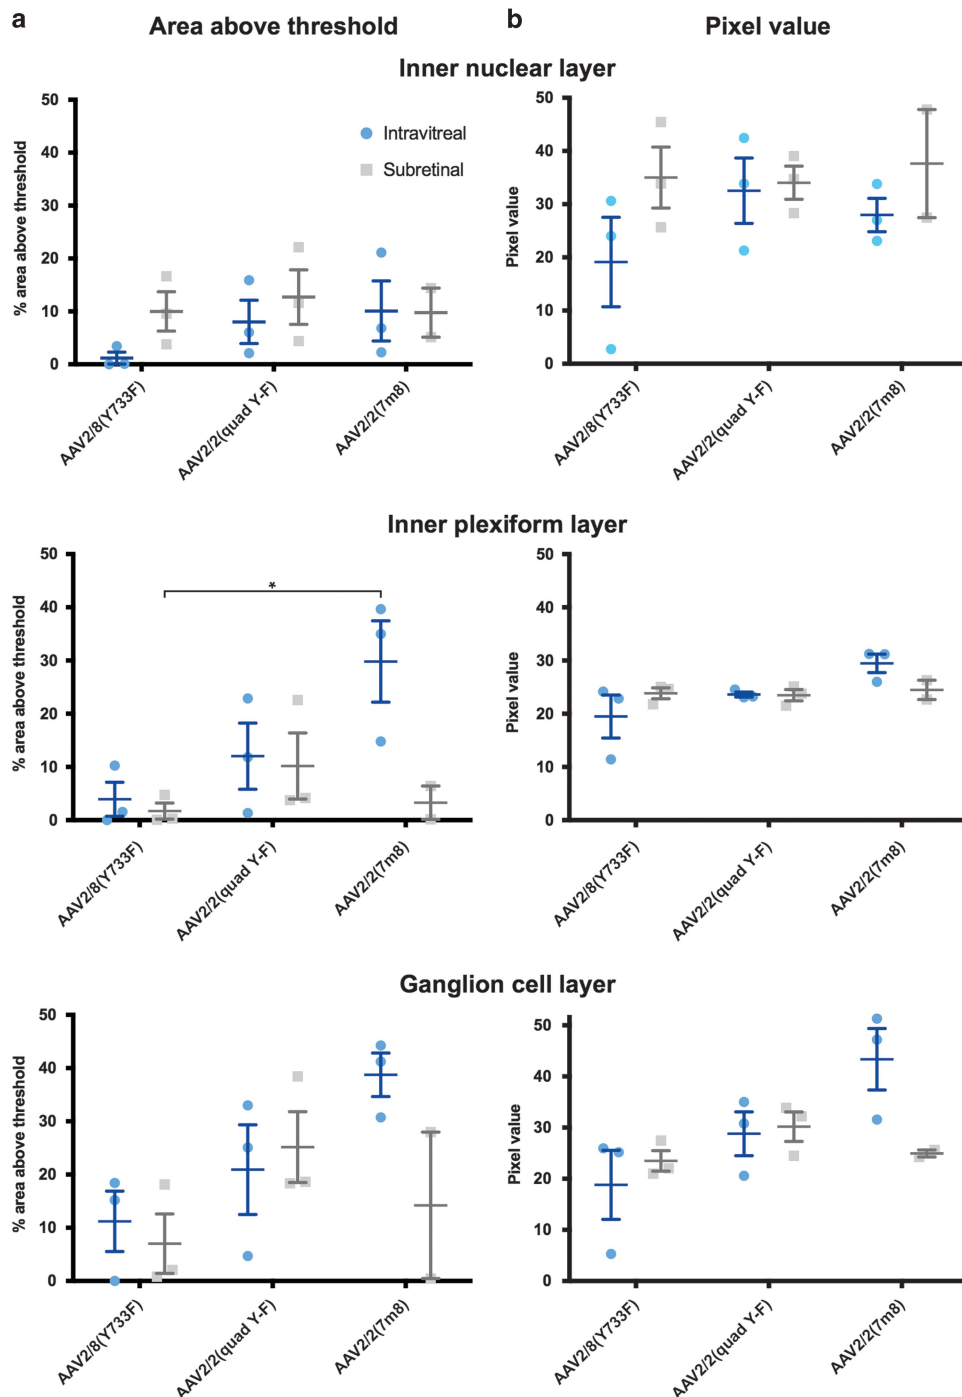 a b
Area above threshold Pixel value
Inner nuclear layer
% area above threshold
50
40
30
20
10
0
Intravitreal
Subretinal
AAV2/8(Y733F)
AAV2/2(quad Y-F)
AAV2/2(7m8)
Pixel value
50
40
30
20
10
0
AAV2/8(Y733F)
AAV2/2(quad Y-F)
AAV2/2(7m8)
Inner plexiform layer
% area above threshold
50
40
30
20
10
0
*
AAV2/8(Y733F)
AAV2/2(quad Y-F)
AAV2/2(7m8)
Pixel value
50
40
30
20
10
0
AAV2/8(Y733F)
AAV2/2(quad Y-F)
AAV2/2(7m8)
Ganglion cell layer
% area above threshold
50
40
30
20
10
0
AAV2/8(Y733F)
AAV2/2(quad Y-F)
AAV2/2(7m8)
Pixel value
50
40
30
20
10
0
AAV2/8(Y733F)
AAV2/2(quad Y-F)
AAV2/2(7m8)